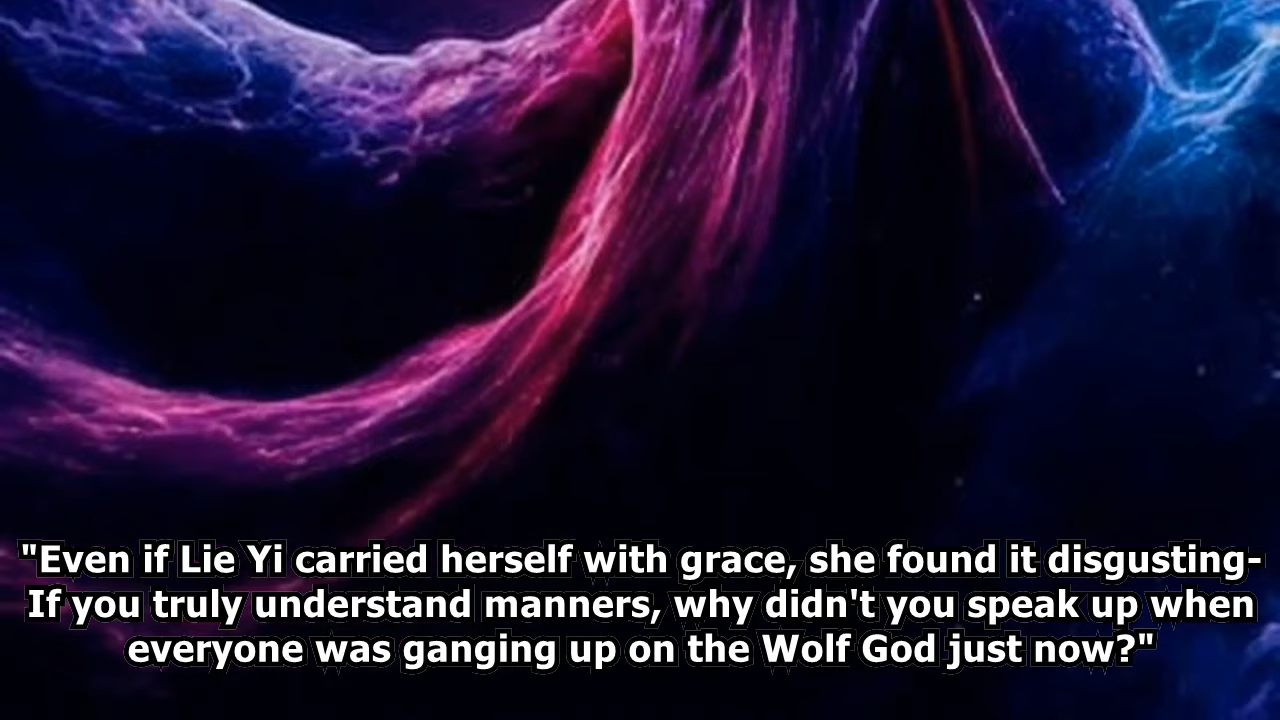 "Even if Lie Yi carried herself with grace, she found it disgusting-
If you truly understand manners, why didn't you speak up when
everyone was ganging up on the Wolf God just now?"